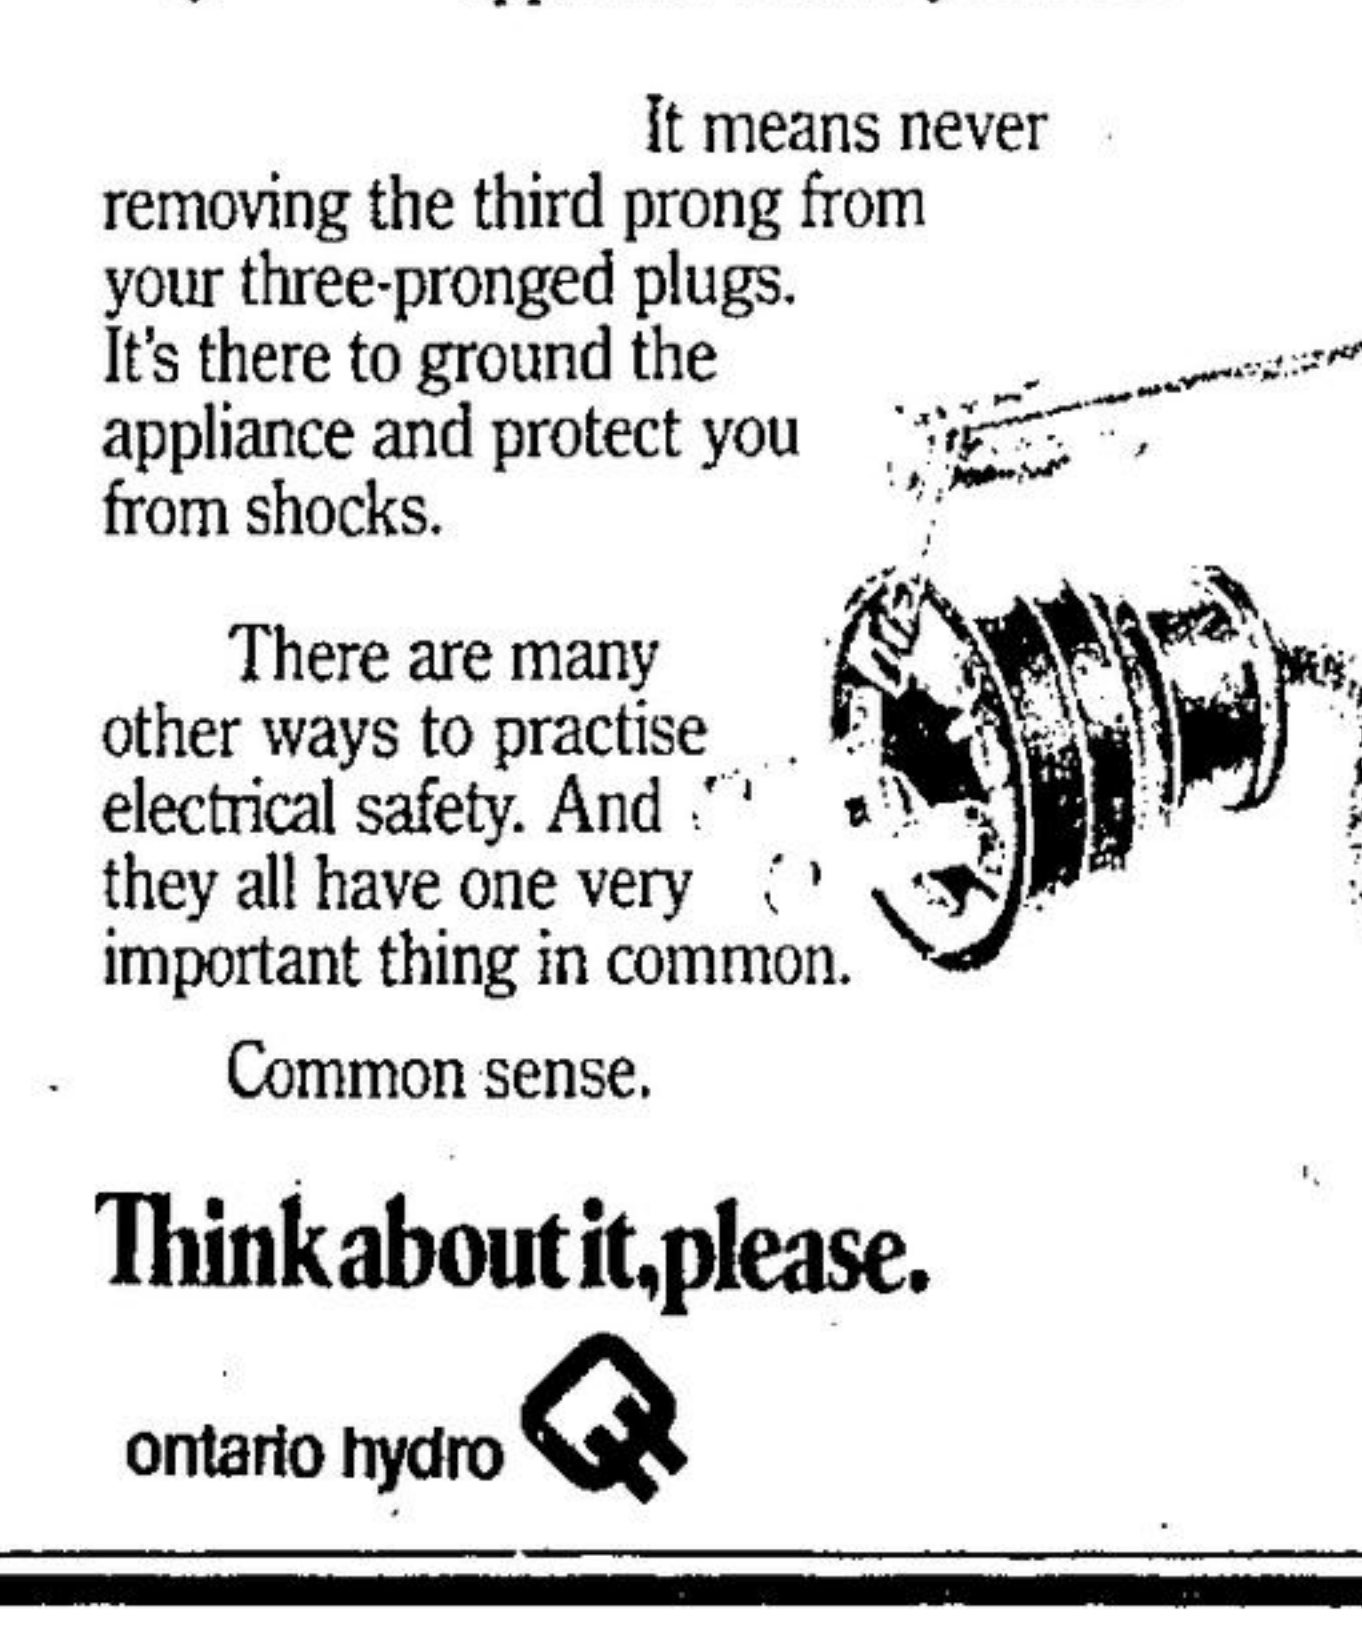 It means never
removing the third prong from
your three-pronged plugs.
It's there to ground the
appliance and protect you
from shocks.
There are many
other ways to practise
electrical safety. And
they all have one very
important thing in common.
Common sense.
Think about it, please.
ontario hydro